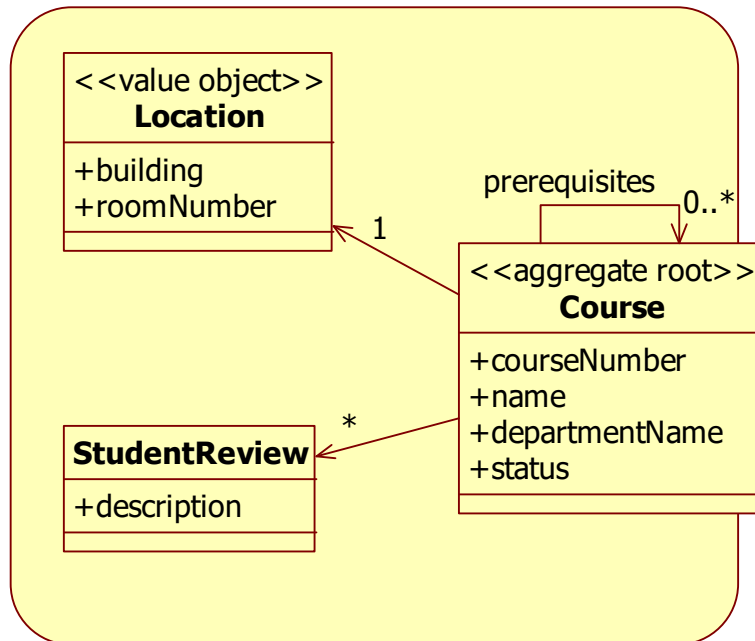 <<value object>>
Location
+building
+roomNumber
1
prerequisites
0..*
<<aggregate root>>
Course
+courseNumber
+name
+departmentName
+status
*
StudentReview
+description